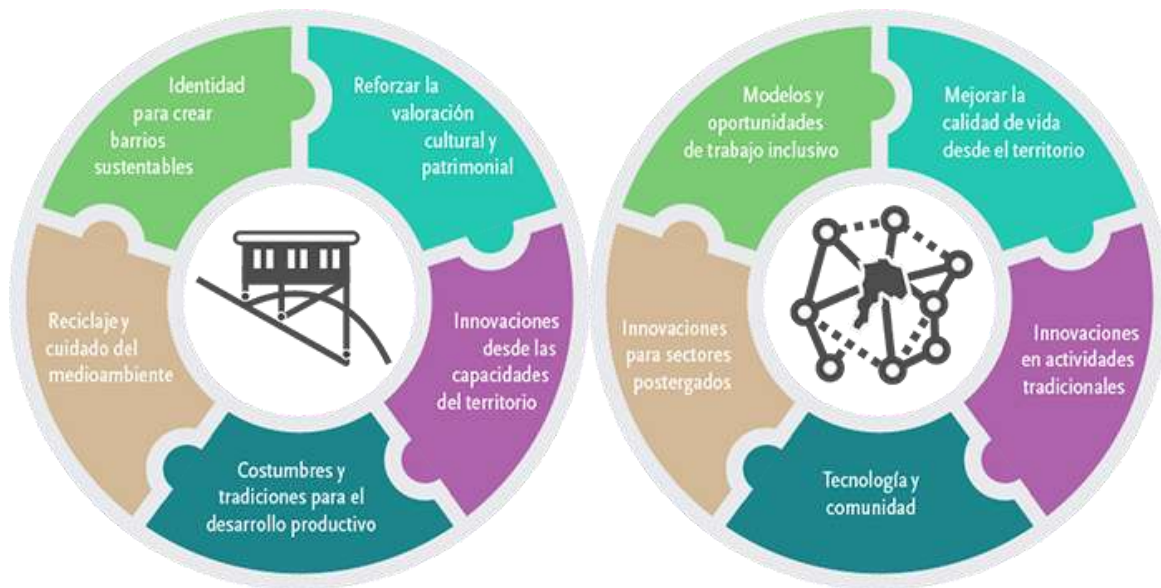 Identidad
para crear
barrios
sustentables
Reforzar la
valoración
cultural y
patrimonial
Innovaciones
desde las
capacidades
del territorio
Costumbres y
tradiciones para el
desarrollo productivo
Reciclaje y
cuidado del
medioambiente
Modelos y
oportunidades
de trabajo inclusivo
Mejorar la
calidad de vida
desde el territorio
Innovaciones
en actividades
tradicionales
Tecnología y
comunidad
Innovaciones
para sectores
postergados